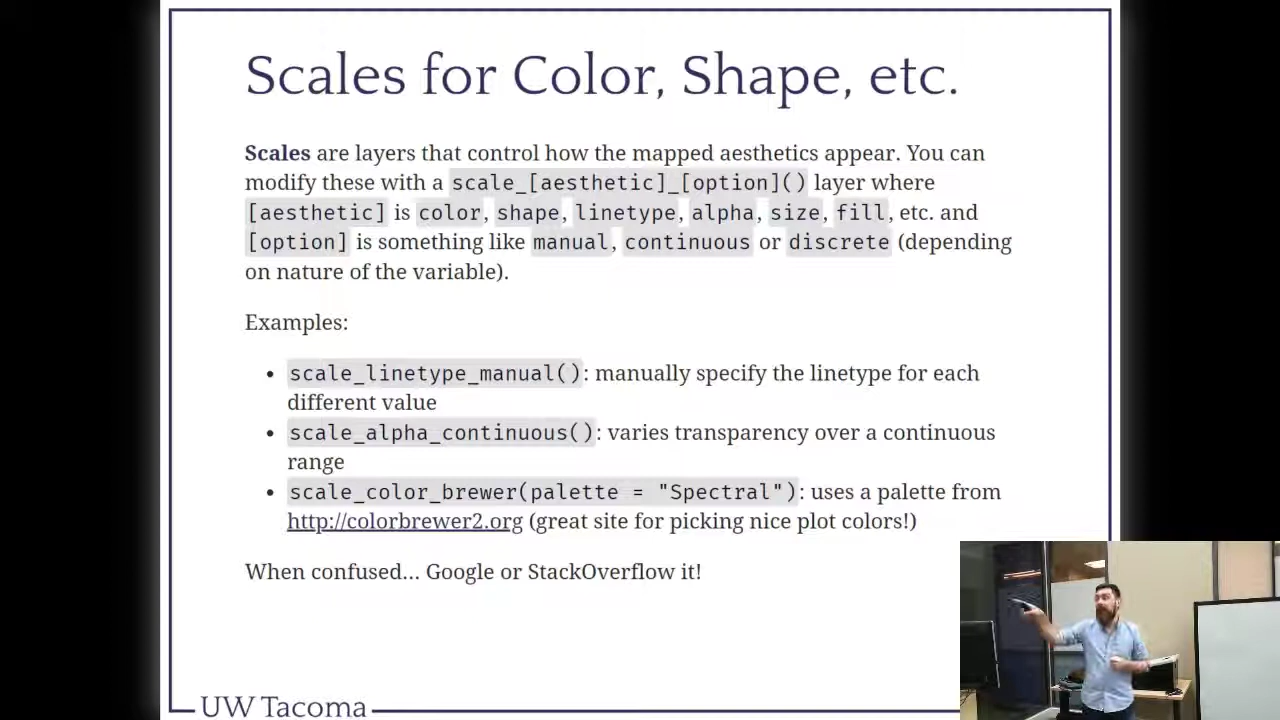 Scales for Color, Shape, etc.
Scales are layers that control how the mapped aesthetics appear. You can
modify these with a scale_[aesthetic]_[option]() layer where
[aesthetic] is color, shape, linetype, alpha, size, fill, etc. and
[option] is something like manual, continuous or discrete (depending
on nature of the variable).
Examples:
• scale_linetype_manual(): manually specify the linetype for each
different value
• scale_alpha_continuous(): varies transparency over a continuous
range
• scale_color_brewer(palette = "Spectral"): uses a palette from
http://colorbrewer2.org (great site for picking nice plot colors!)
When confused... Google or StackOverflow it!
UW Tacoma